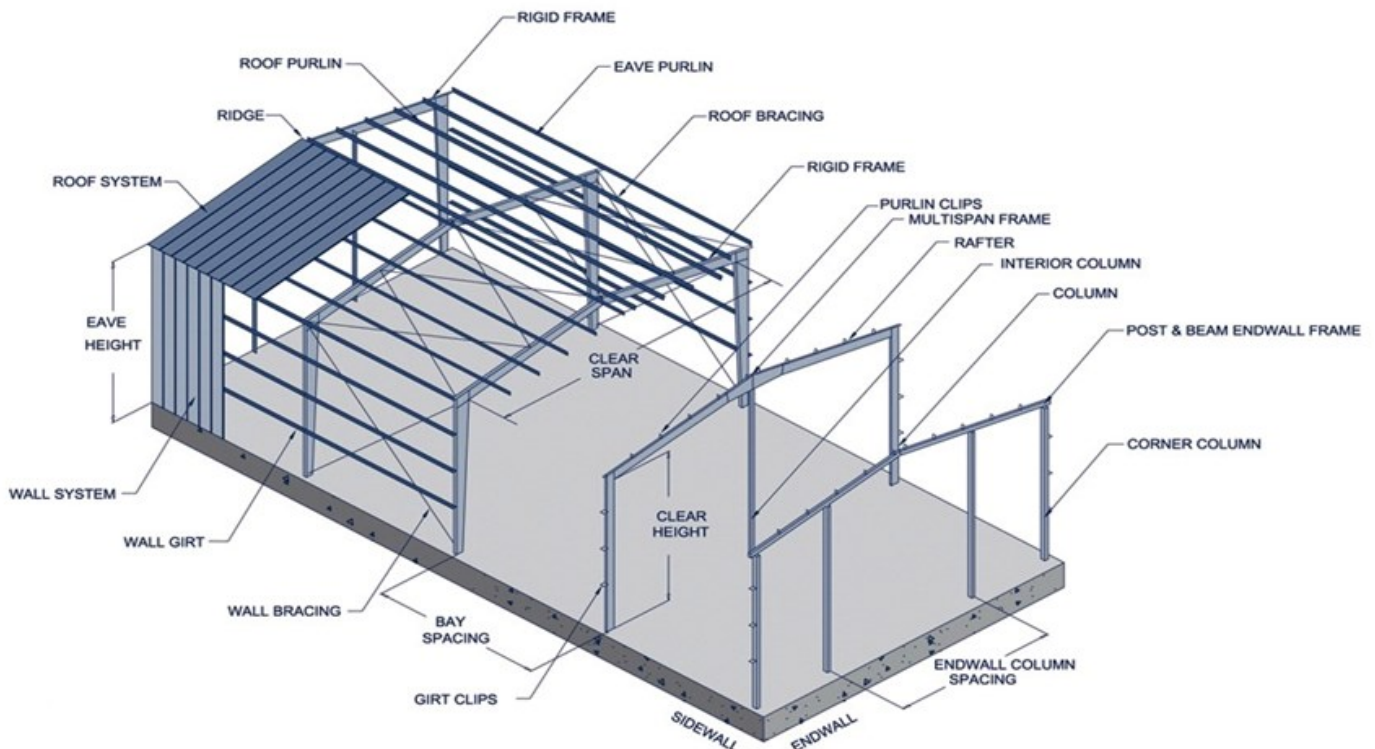 RIGID FRAME
ROOF PURLIN
EAVE PURLIN
RIDGE
ROOF BRACING
RIGID FRAME
ROOF SYSTEM
PURLIN CLIPS
MULTISPAN FRAME
RAFTER
INTERIOR COLUMN
COLUMN
EAVE
HEIGHT
POST & BEAM ENDWALL FRAME
CLEAR
SPAN
CORNER COLUMN
WALL SYSTEM
CLEAR
HEIGHT
WALL GIRT
WALL BRACING
BAY
SPACING
ENDWALL COLUMN
SPACING
GIRT CLIPS
SIDEWALL
ENDWALL